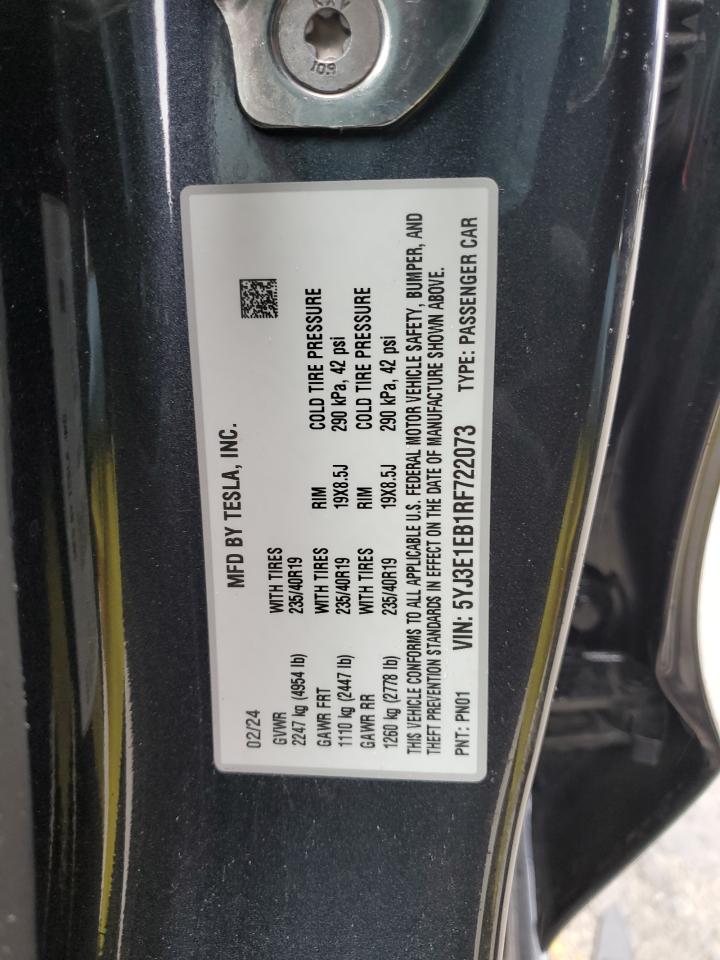 10.9
MFD BY TESLA, INC.
02/24
GVWR WITH TIRES
2247 kg (4954 lb) 235/40R19
GAWR FRT WITH TIRES RIM COLD TIRE PRESSURE
1110 kg (2447 lb) 235/40R19 19X8.5J 290 kPa, 42 psi
GAWR RR WITH TIRES RIM COLD TIRE PRESSURE
1260 kg (2778 lb) 235/40R19 19X8.5J 290 kPa, 42 psi
THIS VEHICLE CONFORMS TO ALL APPLICABLE U.S. FEDERAL MOTOR VEHICLE SAFETY, BUMPER, AND
THEFT PREVENTION STANDARDS IN EFFECT ON THE DATE OF MANUFACTURE SHOWN ABOVE.
PNT: PN01 VIN: 5YJ3E1EB1RF722073 TYPE: PASSENGER CAR